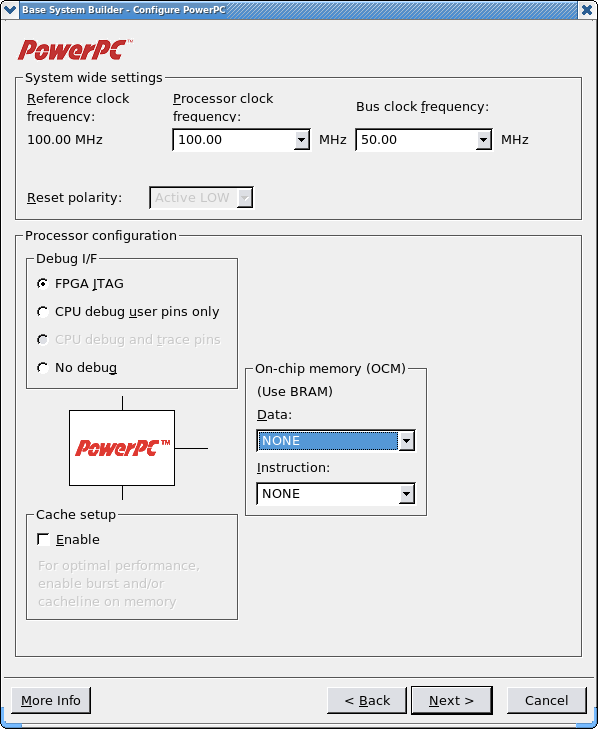 Base System Builder - Configure PowerPC
PowerPC™
System wide settings
Reference clock
frequency:
Processor clock
frequency:
Bus clock frequency:
100.00 MHz
100.00
MHz
50.00
MHz
Reset polarity:
Active LOW
Processor configuration
Debug I/F
FPGA JTAG
CPU debug user pins only
CPU debug and trace pins
No debug
On-chip memory (OCM)
(Use BRAM)
Data:
NONE
Instruction:
NONE
PowerPC™
Cache setup
Enable
For optimal performance,
enable burst and/or
cacheline on memory
More Info
< Back
Next >
Cancel